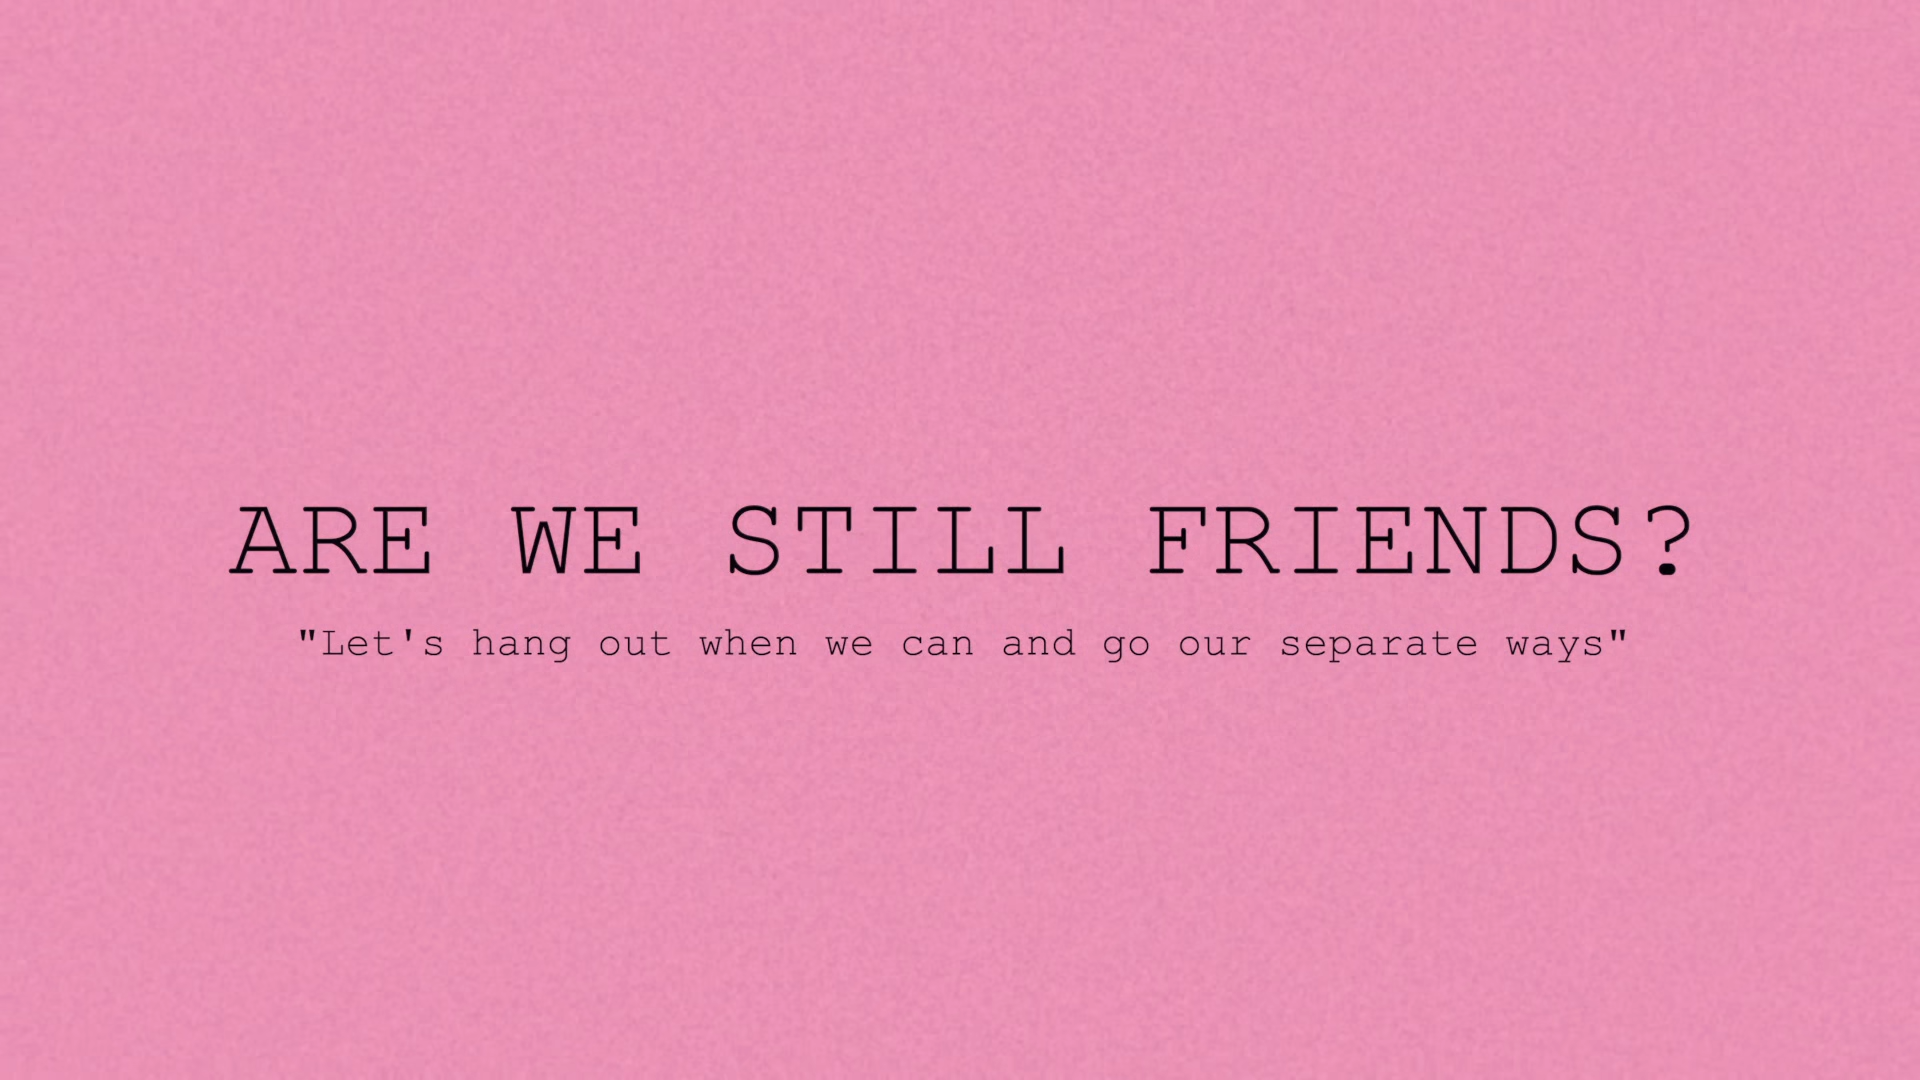 ARE WE STILL FRIENDS?
"Let's hang out when we can and go our separate ways"